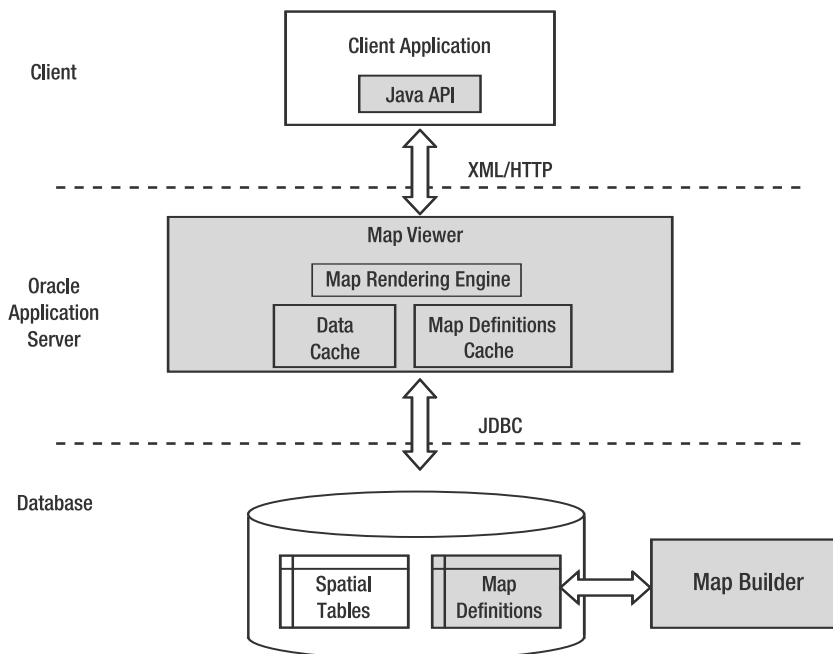 Client
Client Application
Java API
XML/HTTP
Oracle
Application
Server
Map Viewer
Map Rendering Engine
Data
Cache
Map Definitions
Cache
JDBC
Database
Spatial
Tables
Map
Definitions
Map Builder